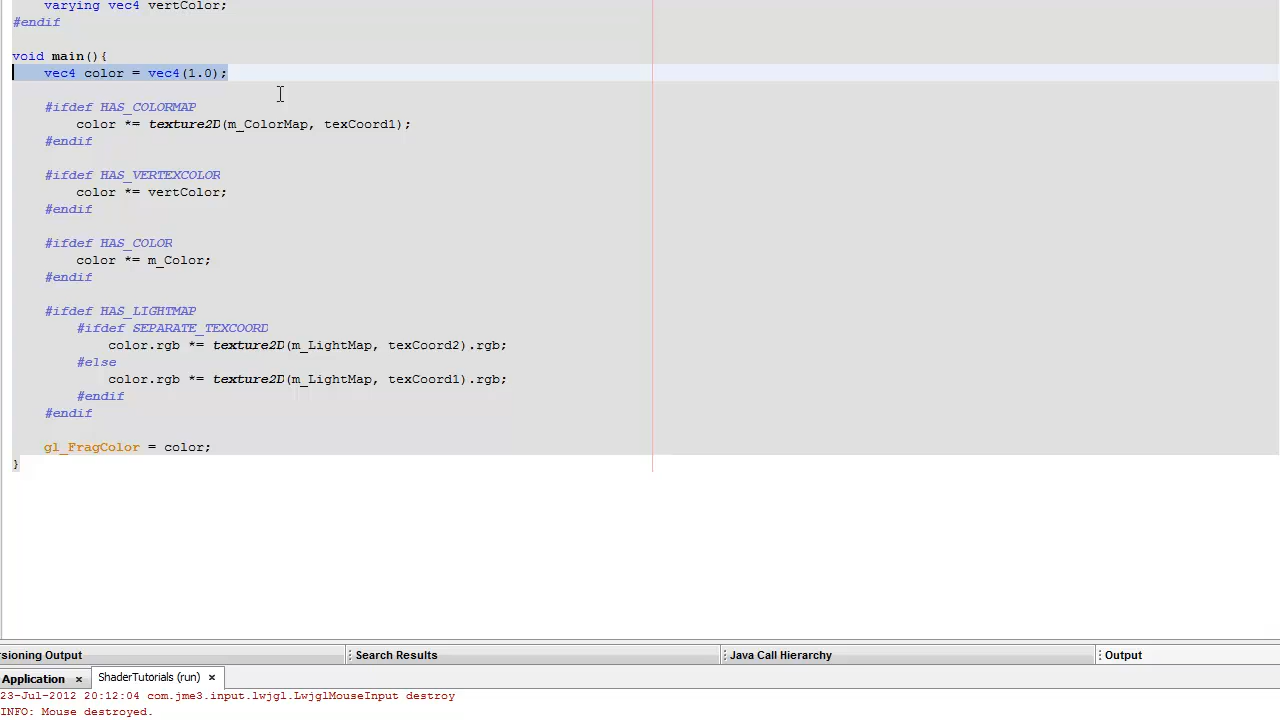 varying vec4 vertColor;
#endif
void main(){
vec4 color = vec4(1.0);
#ifdef HAS_COLORMAP
color *= texture2D(m_ColorMap, texCoord1);
#endif
#ifdef HAS_VERTEXCOLOR
color *= vertColor;
#endif
#ifdef HAS_COLOR
color *= m_Color;
#endif
#ifdef HAS_LIGHTMAP
#ifdef SEPARATE_TEXCOORD
color.rgb *= texture2D(m_LightMap, texCoord2).rgb;
#else
color.rgb *= texture2D(m_LightMap, texCoord1).rgb;
#endif
#endif
gl_FragColor = color;
}
rsioning Output Search Results Java Call Hierarchy Output
Application × ShaderTutorials (run) ×
23-Jul-2012 20:12:04 com.jme3.input.lwjgl.LwjglMouseInput destroy
INFO: Mouse destroyed.